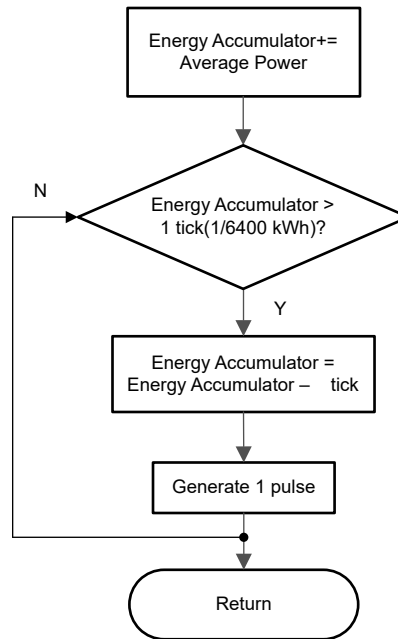 Energy Accumulator+=
Average Power
N
Energy Accumulator >
1 tick(1/6400 kWh)?
Y
Energy Accumulator =
Energy Accumulator – tick
Generate 1 pulse
Return